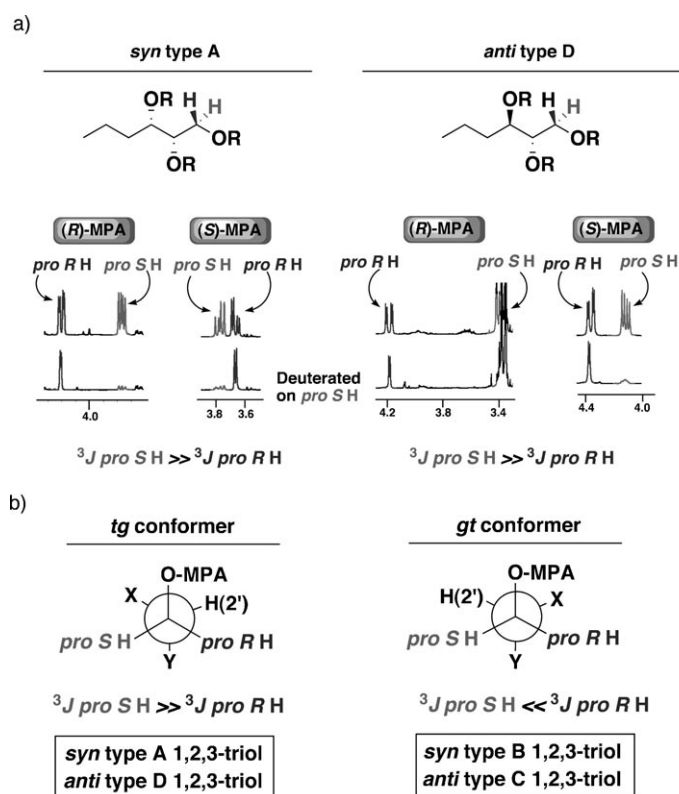 a)
syn type A
anti type D
OR H H
OR
OR
OR H H
OR
OR
(R)-MPA
(S)-MPA
(R)-MPA
(S)-MPA
pro R H
pro S H
pro S H
pro R H
pro R H
pro S H
pro R H
pro S H
Deuterated
on pro S H
4.0
3.8 3.6
4.2 3.8 3.4
4.4 4.0
³J pro S H >> ³J pro R H
³J pro S H >> ³J pro R H
b)
tg conformer
gt conformer
O-MPA
X
H(2')
pro S H
pro R H
Y
O-MPA
H(2')
X
pro S H
pro R H
Y
³J pro S H >> ³J pro R H
³J pro S H << ³J pro R H
syn type A 1,2,3-triol
anti type D 1,2,3-triol
syn type B 1,2,3-triol
anti type C 1,2,3-triol